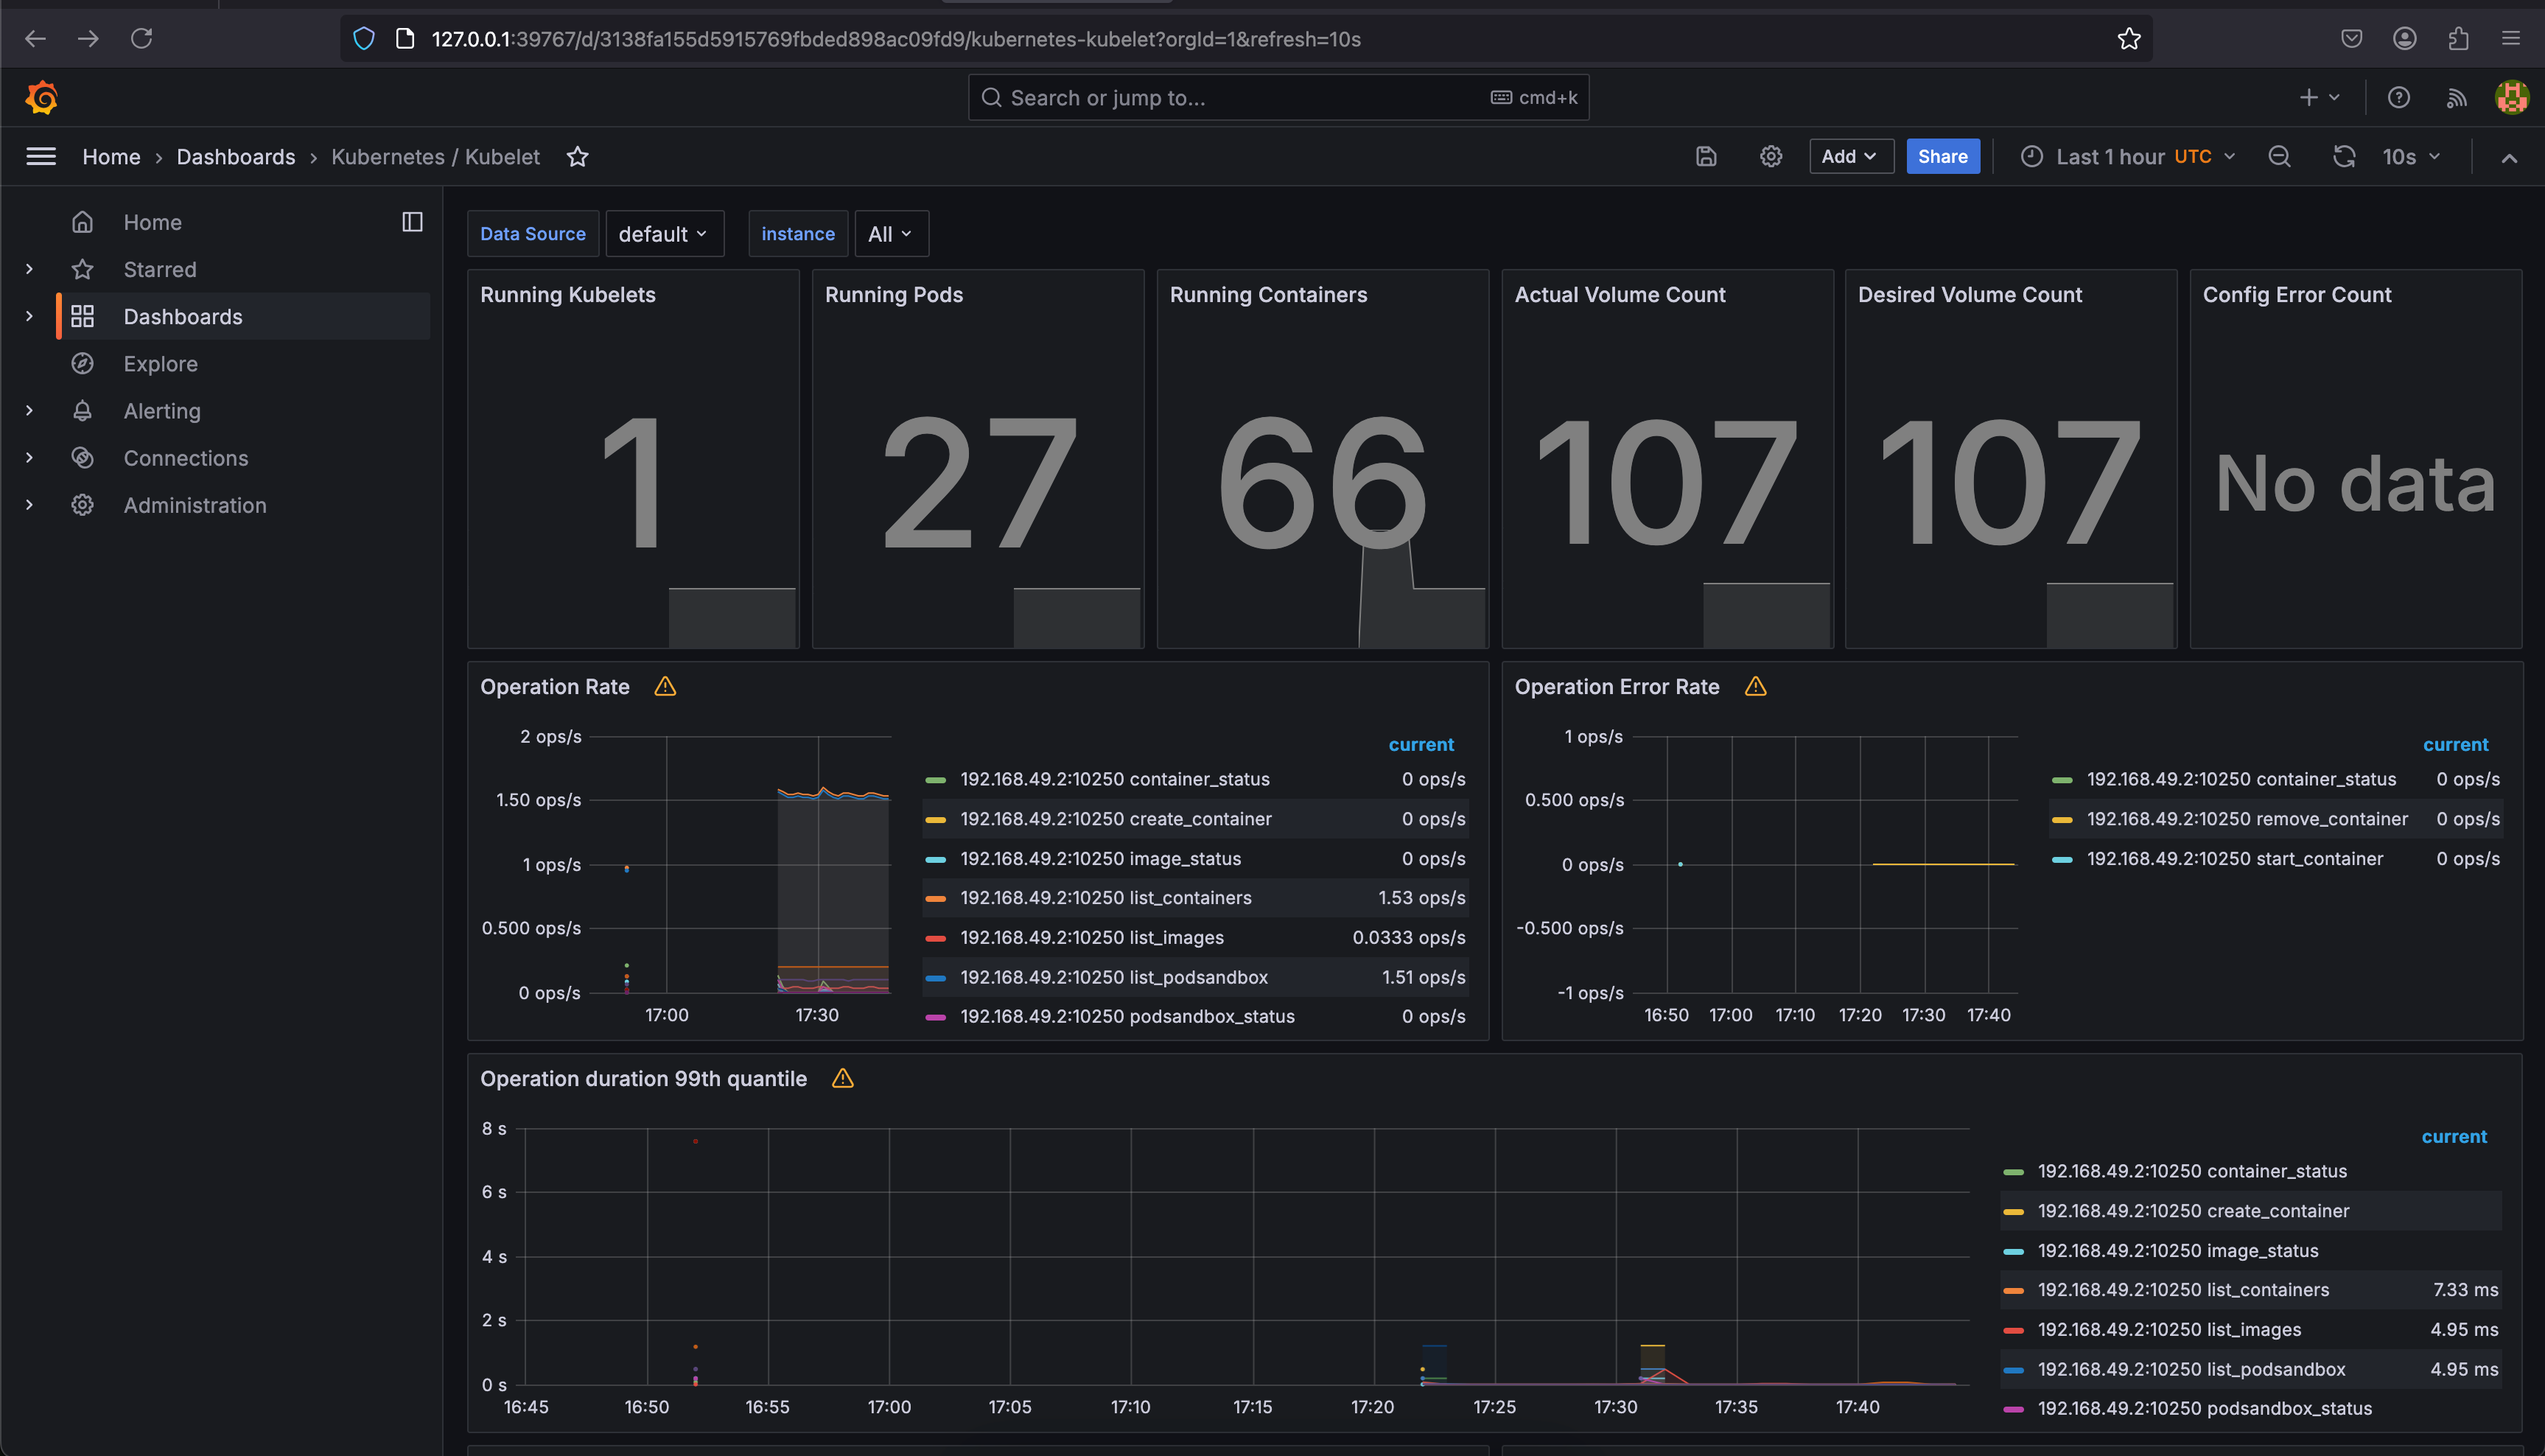 127.0.0.1:39767/d/3138fa155d5915769fbded898ac09fd9/kubernetes-kubelet?orgId=1&refresh=10s
Search or jump to... cmd+k
Home › Dashboards › Kubernetes / Kubelet Add Share Last 1 hour UTC 10s
Home
Starred
Dashboards
Explore
Alerting
Connections
Administration
Data Source default instance All
Running Kubelets
1
Running Pods
27
Running Containers
66
Actual Volume Count
107
Desired Volume Count
107
Config Error Count
No data
Operation Rate
2 ops/s
1.50 ops/s
1 ops/s
0.500 ops/s
0 ops/s
17:00 17:30
current
192.168.49.2:10250 container_status 0 ops/s
192.168.49.2:10250 create_container 0 ops/s
192.168.49.2:10250 image_status 0 ops/s
192.168.49.2:10250 list_containers 1.53 ops/s
192.168.49.2:10250 list_images 0.0333 ops/s
192.168.49.2:10250 list_podsandbox 1.51 ops/s
192.168.49.2:10250 podsandbox_status 0 ops/s
Operation Error Rate
1 ops/s
0.500 ops/s
0 ops/s
-0.500 ops/s
-1 ops/s
16:50 17:00 17:10 17:20 17:30 17:40
current
192.168.49.2:10250 container_status 0 ops/s
192.168.49.2:10250 remove_container 0 ops/s
192.168.49.2:10250 start_container 0 ops/s
Operation duration 99th quantile
8 s
6 s
4 s
2 s
0 s
16:45 16:50 16:55 17:00 17:05 17:10 17:15 17:20 17:25 17:30 17:35 17:40
current
192.168.49.2:10250 container_status
192.168.49.2:10250 create_container
192.168.49.2:10250 image_status
192.168.49.2:10250 list_containers 7.33 ms
192.168.49.2:10250 list_images 4.95 ms
192.168.49.2:10250 list_podsandbox 4.95 ms
192.168.49.2:10250 podsandbox_status